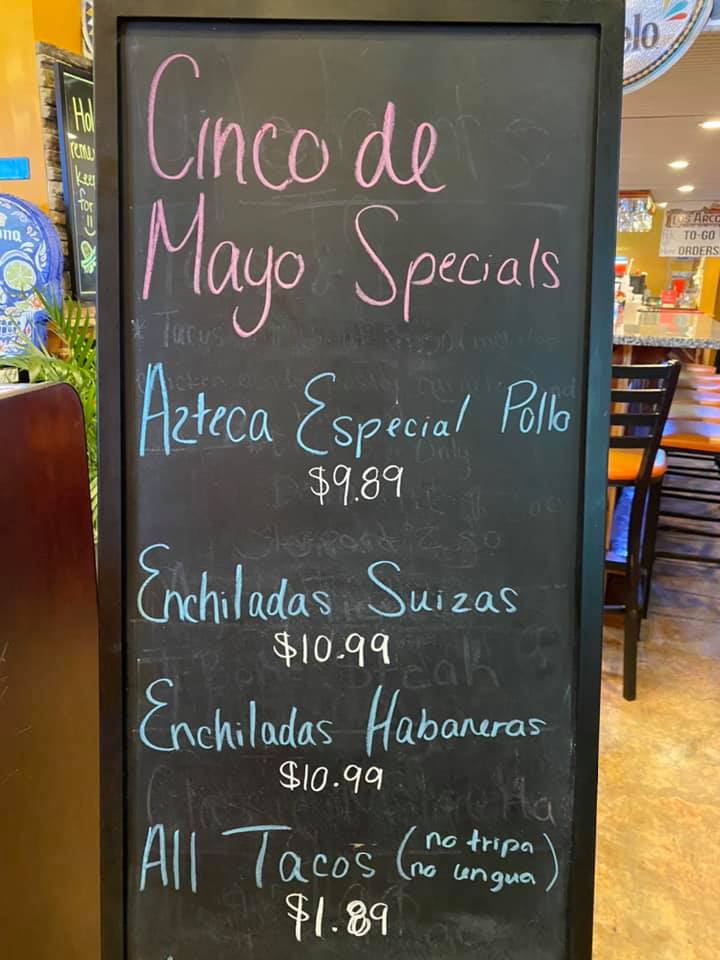 Cinco de
Mayo Specials
Azteca Especial Pollo
$9.89
Enchiladas Suizas
$10.99
Enchiladas Habaneras
$10.99
All Tacos (no tripa
no lengua)
$1.89
elo
TO-GO
ORDERS